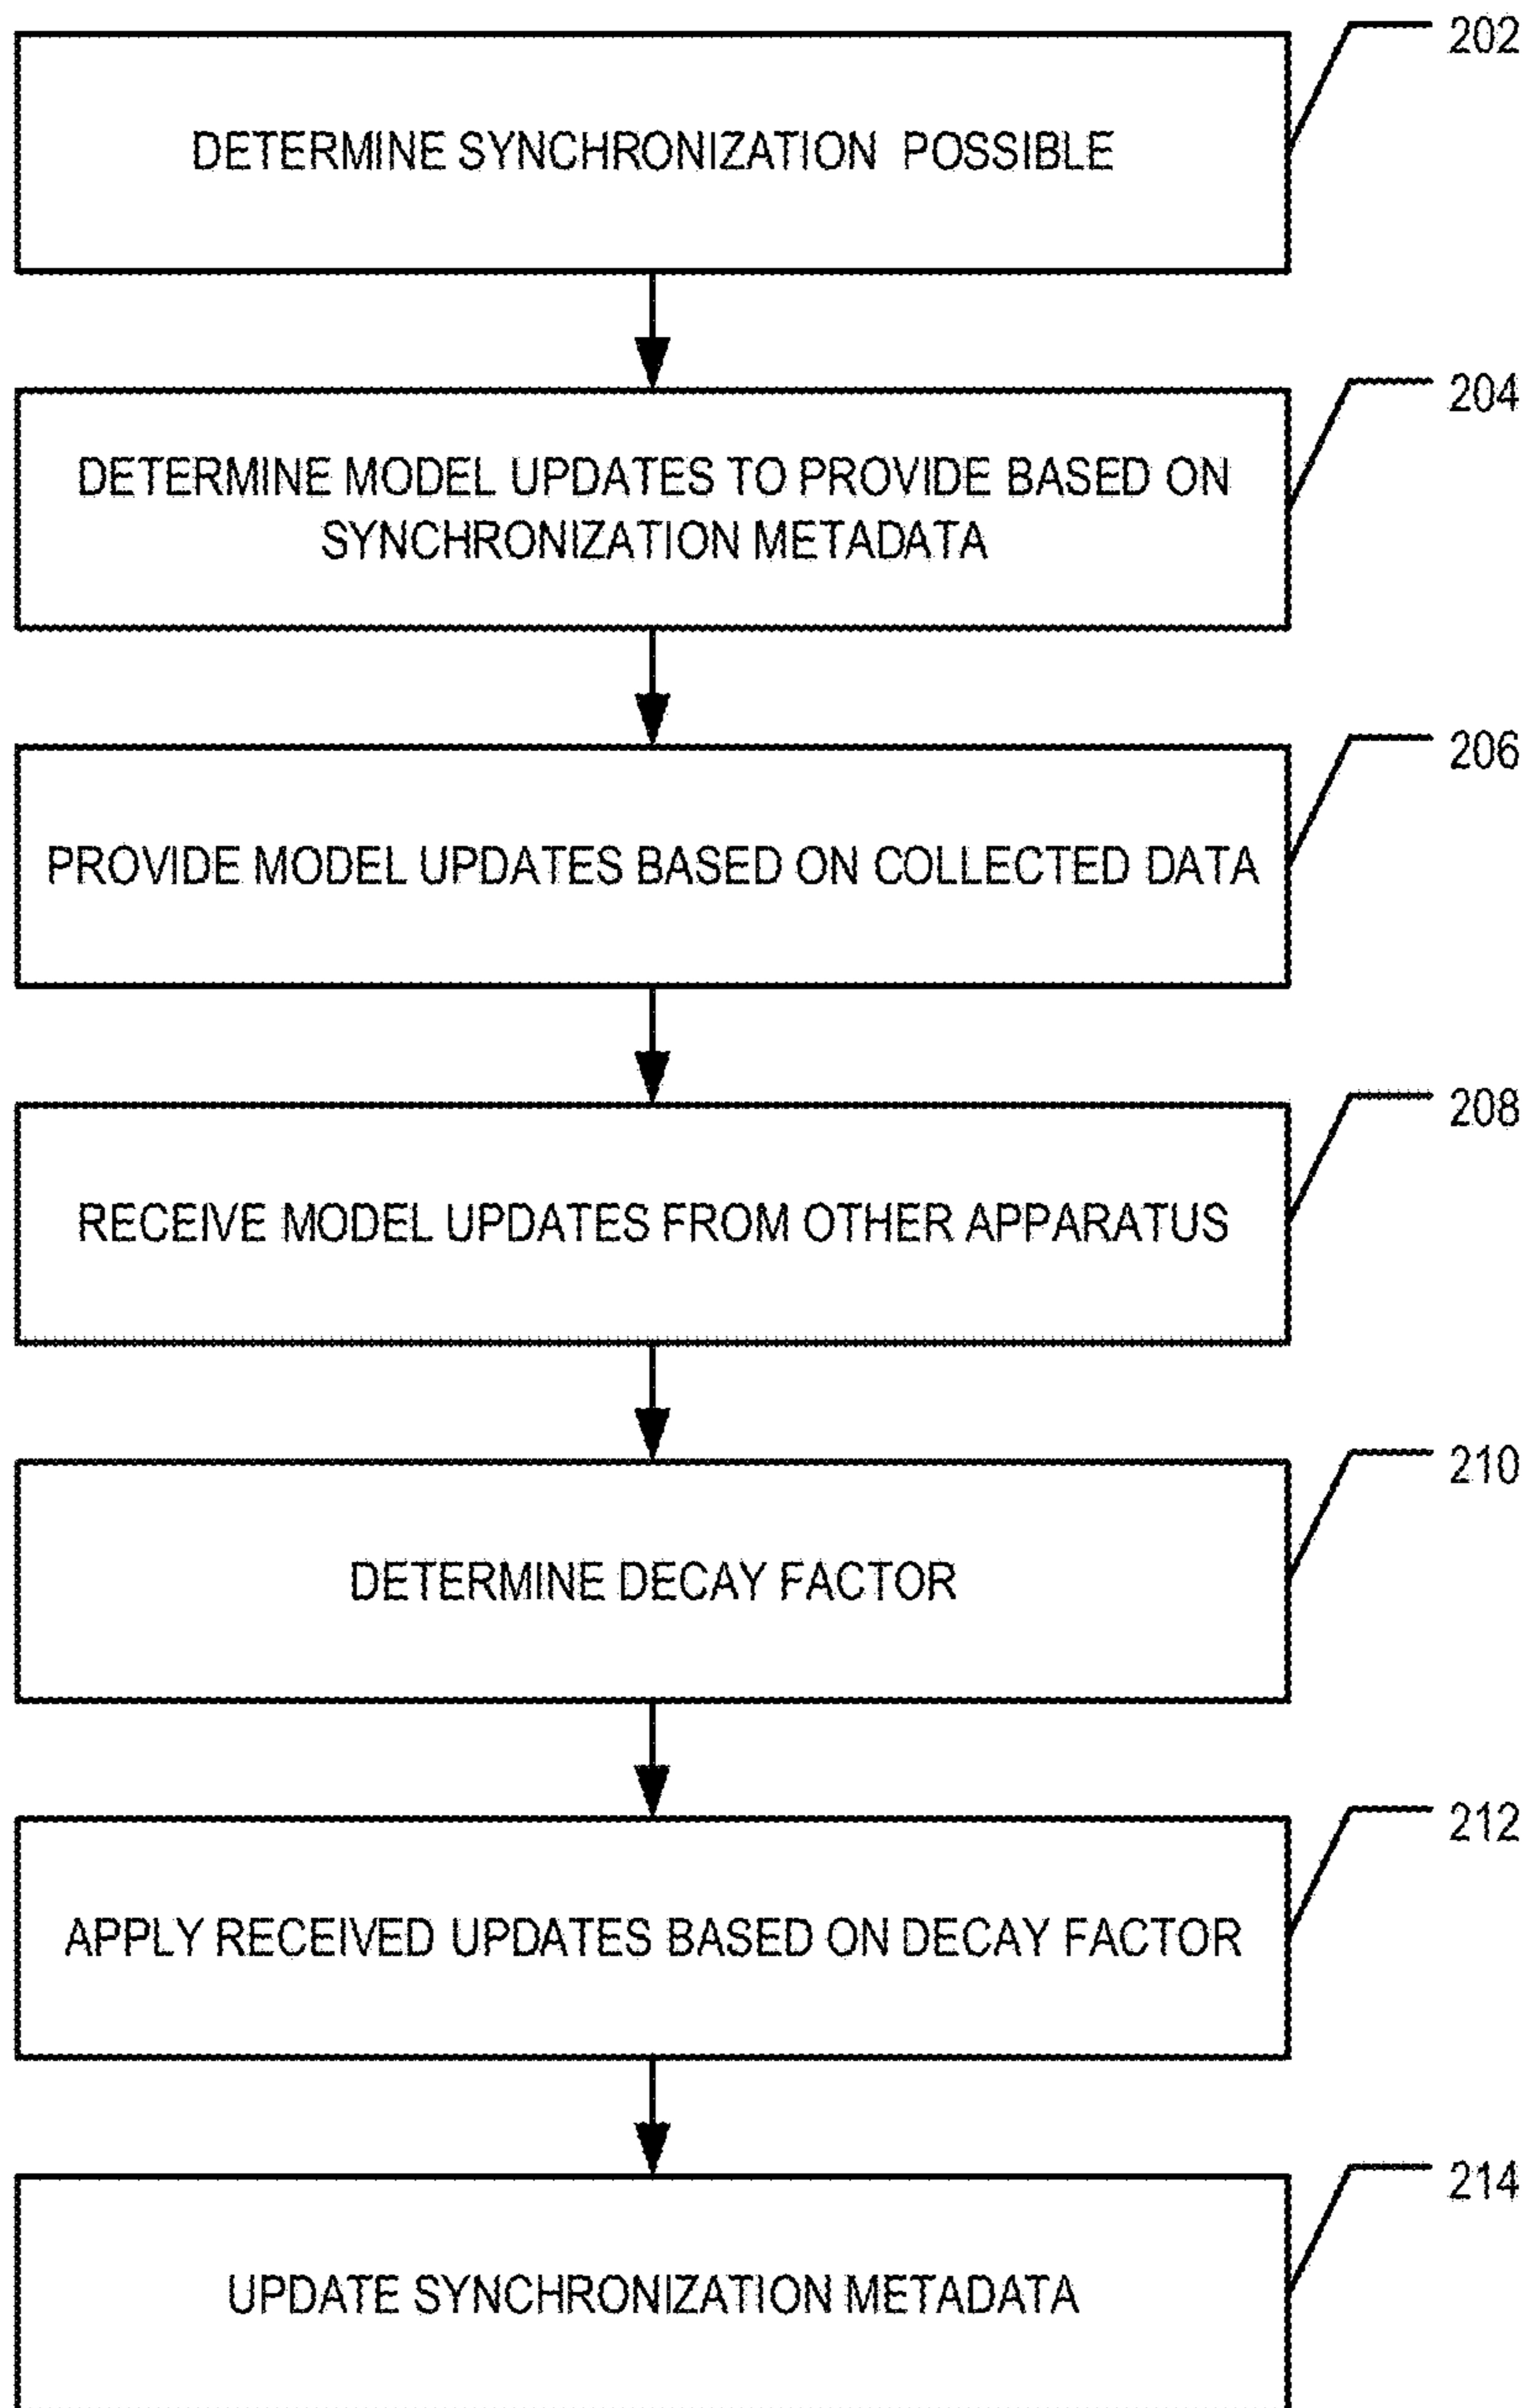 202
DETERMINE SYNCHRONIZATION POSSIBLE
204
DETERMINE MODEL UPDATES TO PROVIDE BASED ON
SYNCHRONIZATION METADATA
206
PROVIDE MODEL UPDATES BASED ON COLLECTED DATA
208
RECEIVE MODEL UPDATES FROM OTHER APPARATUS
210
DETERMINE DECAY FACTOR
212
APPLY RECEIVED UPDATES BASED ON DECAY FACTOR
214
UPDATE SYNCHRONIZATION METADATA